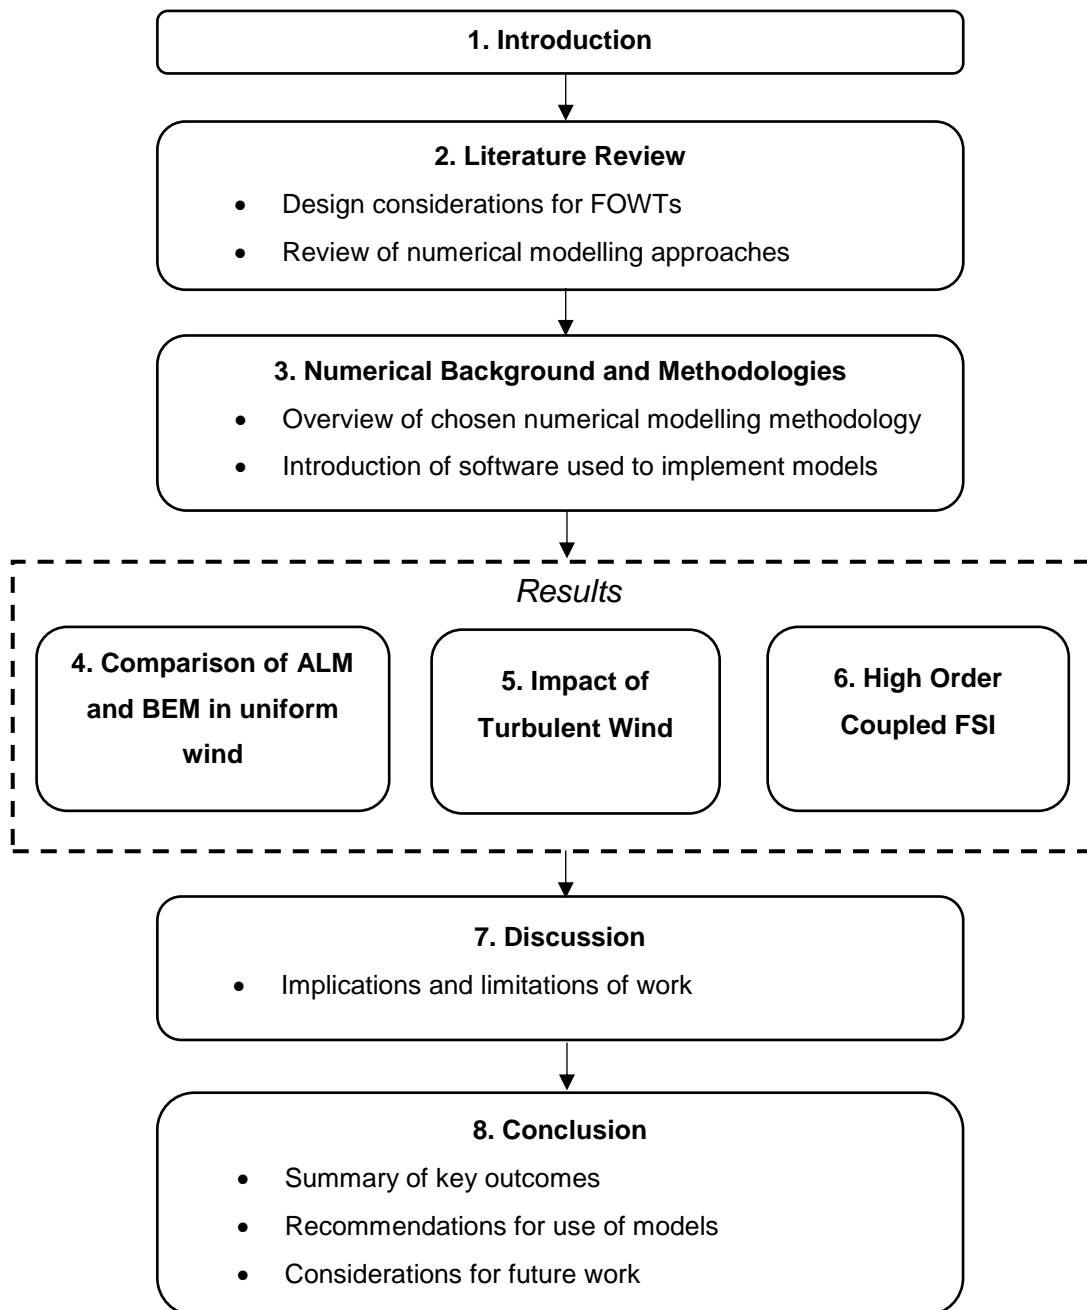 1. Introduction
2. Literature Review
• Design considerations for FOWTs
• Review of numerical modelling approaches
3. Numerical Background and Methodologies
• Overview of chosen numerical modelling methodology
• Introduction of software used to implement models
Results
4. Comparison of ALM
and BEM in uniform
wind
5. Impact of
Turbulent Wind
6. High Order
Coupled FSI
7. Discussion
• Implications and limitations of work
8. Conclusion
• Summary of key outcomes
• Recommendations for use of models
• Considerations for future work